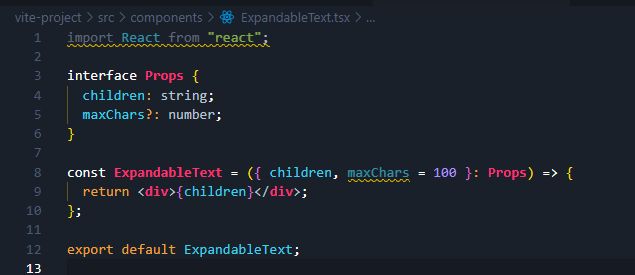 vite-project > src > components > ExpandableText.tsx > ...
1 import React from "react";
2
3 interface Props {
4   children: string;
5   maxChars?: number;
6 }
7
8 const ExpandableText = ({ children, maxChars = 100 }: Props) => {
9   return <div>{children}</div>;
10 };
11
12 export default ExpandableText;
13